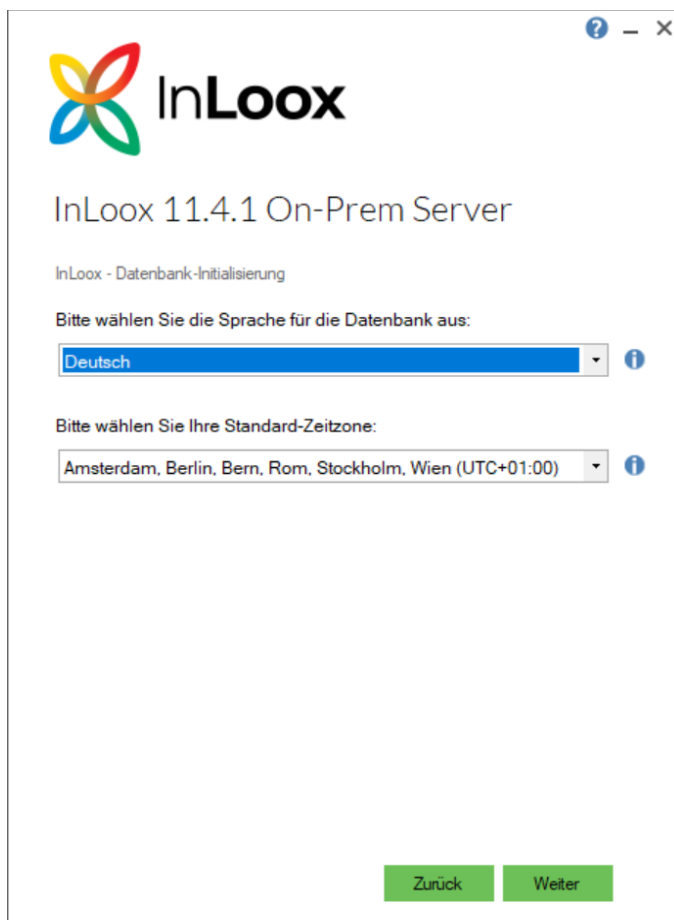 InLoox
InLoox 11.4.1 On-Prem Server
InLoox - Datenbank-Initialisierung
Bitte wählen Sie die Sprache für die Datenbank aus:
Deutsch
Bitte wählen Sie Ihre Standard-Zeitzone:
Amsterdam, Berlin, Bern, Rom, Stockholm, Wien (UTC+01:00)
Zurück Weiter